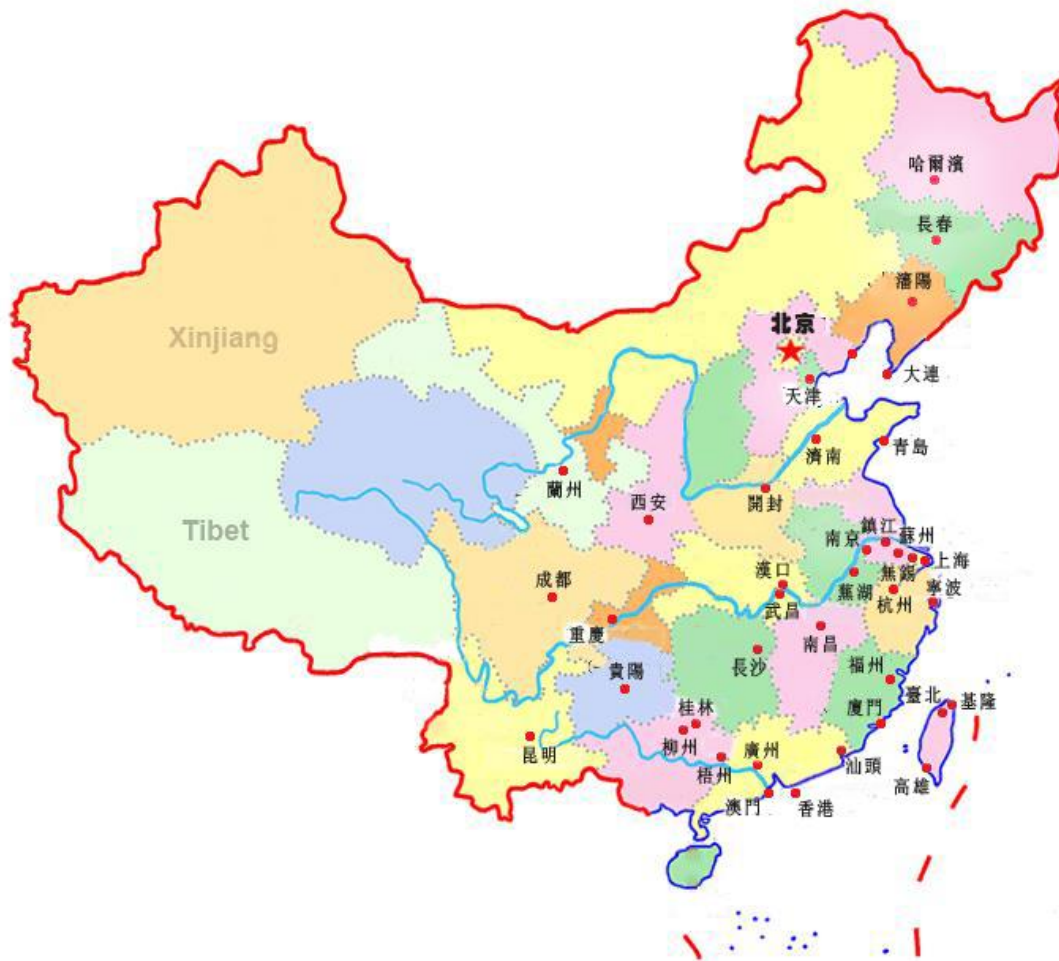 哈爾濱
長春
瀋陽
Xinjiang
北京
大連
天津
濟南
青島
蘭州
西安
開封
Tibet
鎮江
南京
蘇州
上海
無錫
成都
漢口
蕪湖
寧波
杭州
武昌
重慶
南昌
長沙
福州
貴陽
臺北
基隆
桂林
廈門
柳州
廣州
昆明
汕頭
梧州
高雄
澳門
香港